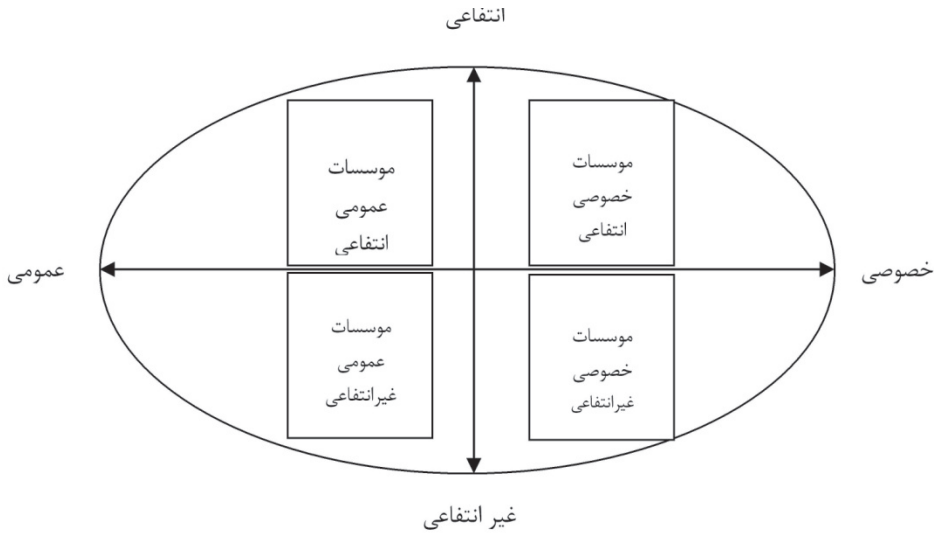 انتفاعی
موسسات
خصوصی
انتفاعی
موسسات
عمومی
انتفاعی
خصوصی
عمومی
موسسات
خصوصی
غیرانتفاعی
موسسات
عمومی
غیرانتفاعی
غیر انتفاعی